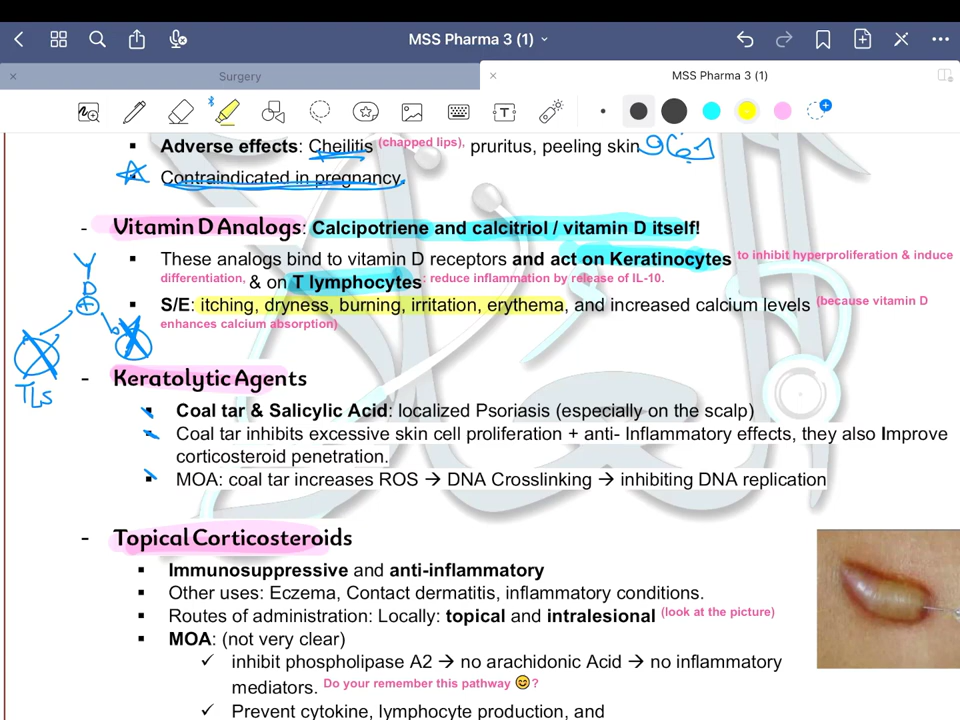 MSS Pharma 3 (1)
Surgery
MSS Pharma 3 (1)
▪ Adverse effects: Cheilitis (chapped lips), pruritus, peeling skin
▪ Contraindicated in pregnancy.
- Vitamin D Analogs: Calcipotriene and calcitriol / vitamin D itself!
▪ These analogs bind to vitamin D receptors and act on Keratinocytes to inhibit hyperproliferation & induce
differentiation, & on T lymphocytes: reduce inflammation by release of IL-10.
▪ S/E: itching, dryness, burning, irritation, erythema, and increased calcium levels (because vitamin D
enhances calcium absorption)
- Keratolytic Agents
▪ Coal tar & Salicylic Acid: localized Psoriasis (especially on the scalp)
▪ Coal tar inhibits excessive skin cell proliferation + anti- Inflammatory effects, they also Improve
corticosteroid penetration.
▪ MOA: coal tar increases ROS → DNA Crosslinking → inhibiting DNA replication
- Topical Corticosteroids
▪ Immunosuppressive and anti-inflammatory
▪ Other uses: Eczema, Contact dermatitis, inflammatory conditions.
▪ Routes of administration: Locally: topical and intralesional (look at the picture)
▪ MOA: (not very clear)
✓ inhibit phospholipase A2 → no arachidonic Acid → no inflammatory
mediators. Do your remember this pathway 😊?
✓ Prevent cytokine, lymphocyte production, and